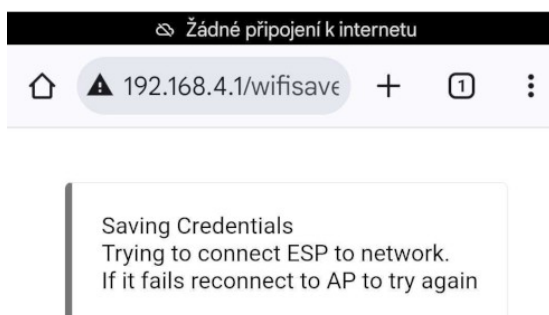 Žádné připojení k internetu
192.168.4.1/wifisave
1
Saving Credentials
Trying to connect ESP to network.
If it fails reconnect to AP to try again